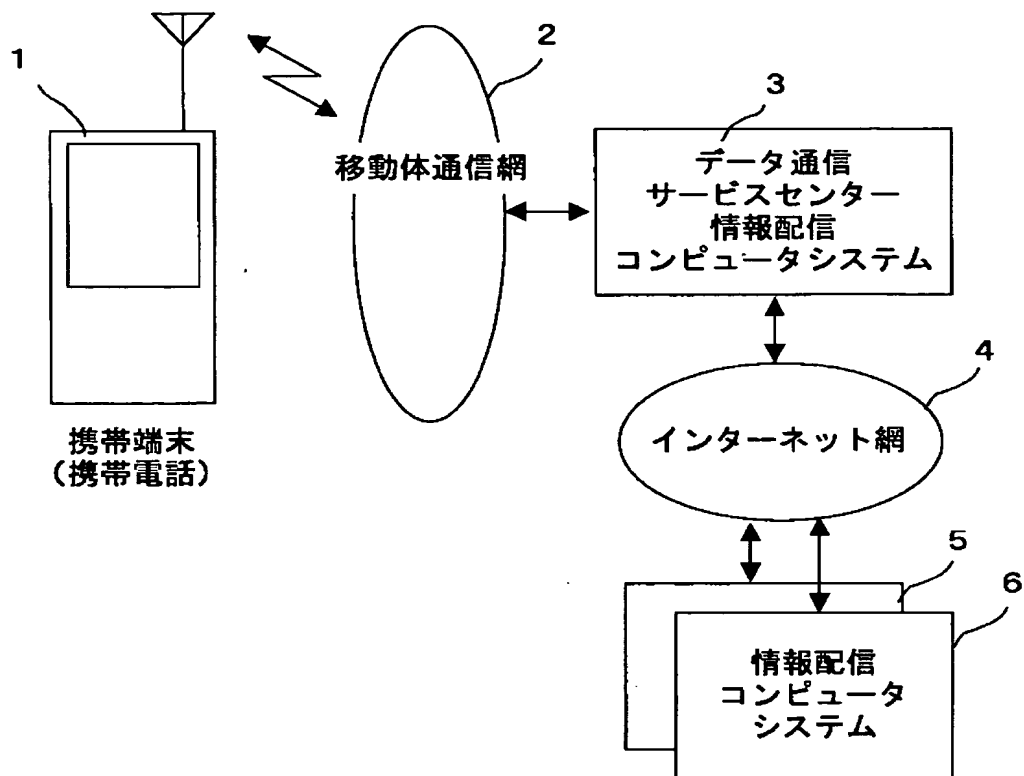 1
2
3
移動体通信網
データ通信
サービスセンター
情報配信
コンピュータシステム
4
インターネット網
携帯端末
(携帯電話)
5
6
情報配信
コンピュータ
システム